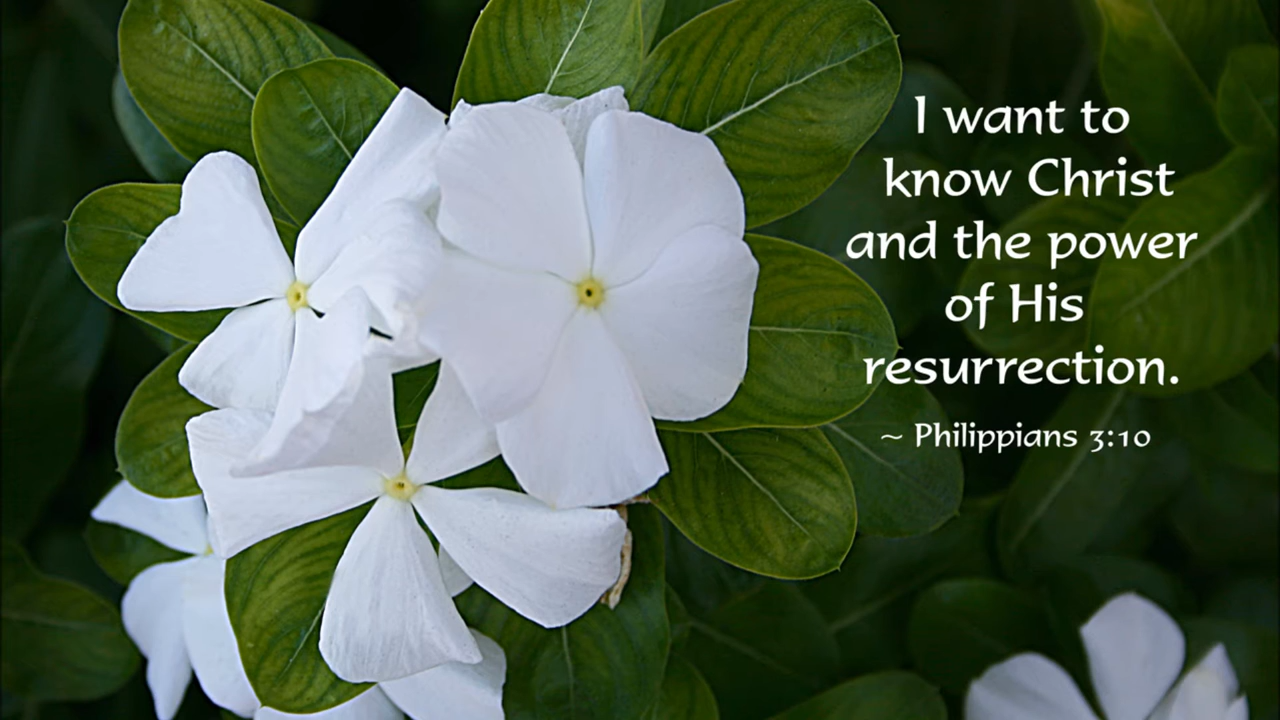 I want to
know Christ
and the power
of His
resurrection.
~ Philippians 3:10